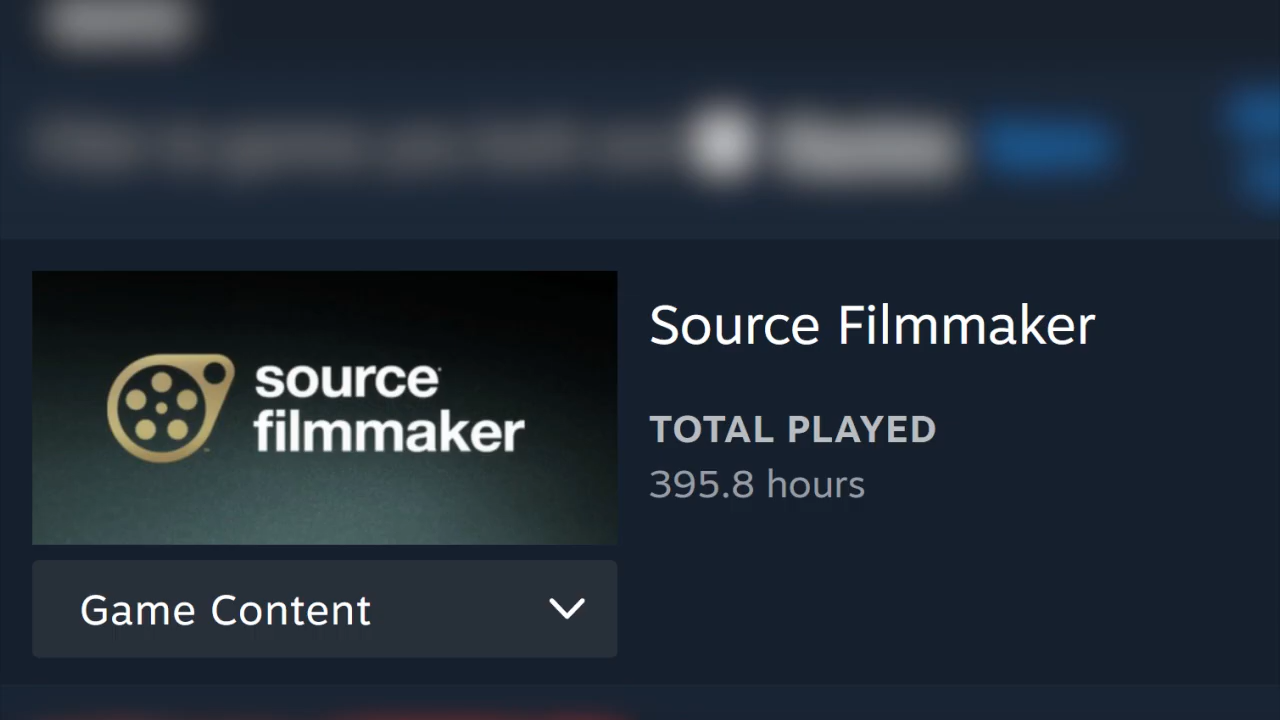 source
filmmaker
Source Filmmaker
TOTAL PLAYED
395.8 hours
Game Content